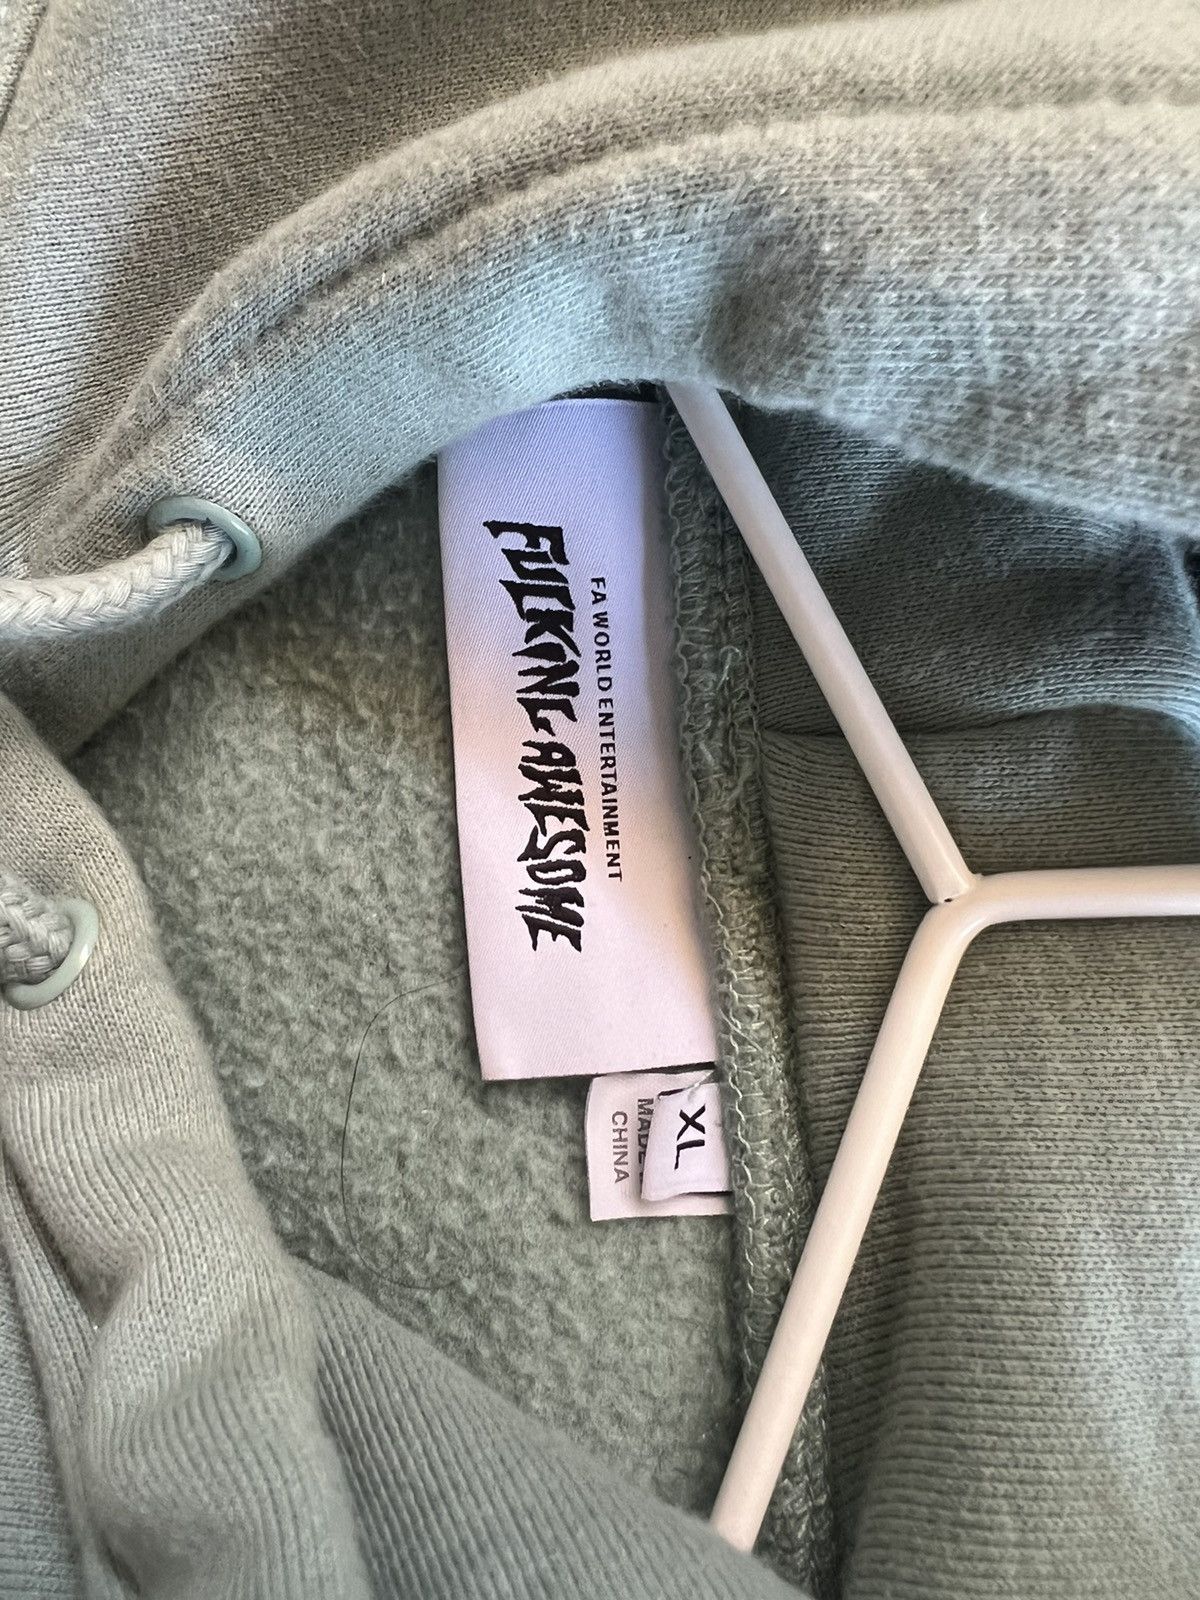 FA WORLD ENTERTAINMENT
FUCKING AWESOME
XL
MADE
CHINA